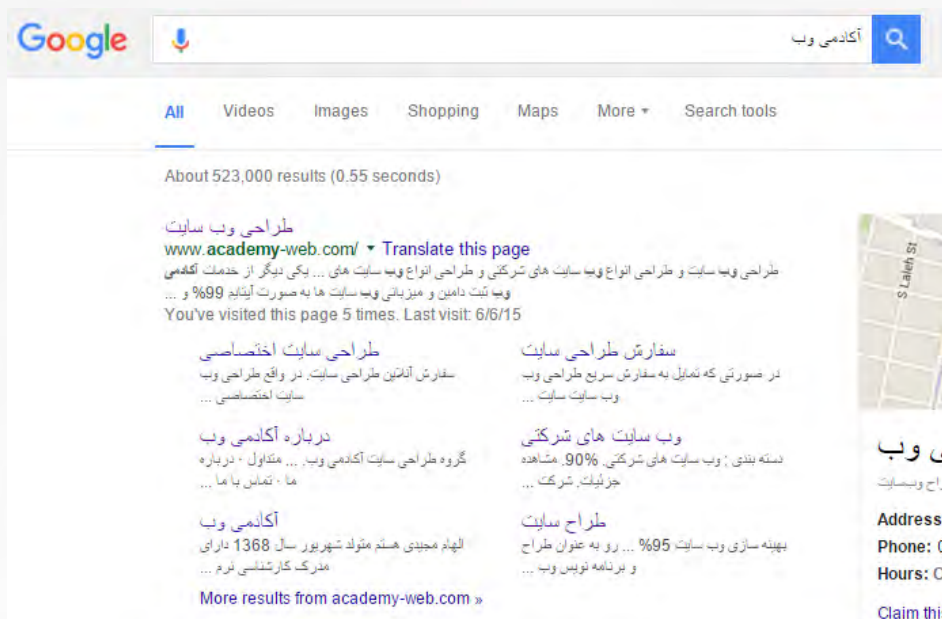 Google
آکادمی وب
All Videos Images Shopping Maps More Search tools
About 523,000 results (0.55 seconds)
طراحی وب سایت
www.academy-web.com/ Translate this page
طراحی وب سایت و طراحی انواع وب سایت های شرکتی و طراحی انواع وب سایت های ... یکی دیگر از خدمات آکادمی
وب ثبت دامین و میزبانی وب سایت ها به صورت آپتایم 99% و ...
You've visited this page 5 times. Last visit: 6/6/15
سفارش طراحی سایت
در صورتی که تمایل به سفارش سریع طراحی وب
وب سایت سایت ...
طراحی سایت اختصاصی
سفارش آنلاین طراحی سایت. در واقع طراحی وب
سایت اختصاصی ...
وب سایت های شرکتی
دسته بندی ; وب سایت های شرکتی. 90%. مشاهده
جزئیات. شرکت ...
درباره آکادمی وب
گروه طراحی سایت آکادمی وب. ... متداول · درباره
ما · تماس با ما ...
طراح سایت
بهینه سازی وب سایت 95% ... رو به عنوان طراح
و برنامه نویس وب ...
آکادمی وب
الهام مجیدی هستم متولد شهریور سال 1368 دارای
مدرک کارشناسی نرم ...
More results from academy-web.com »
S Laleh St
ی وب
راح وب‌سایت
Address
Phone:
Hours:
Claim this